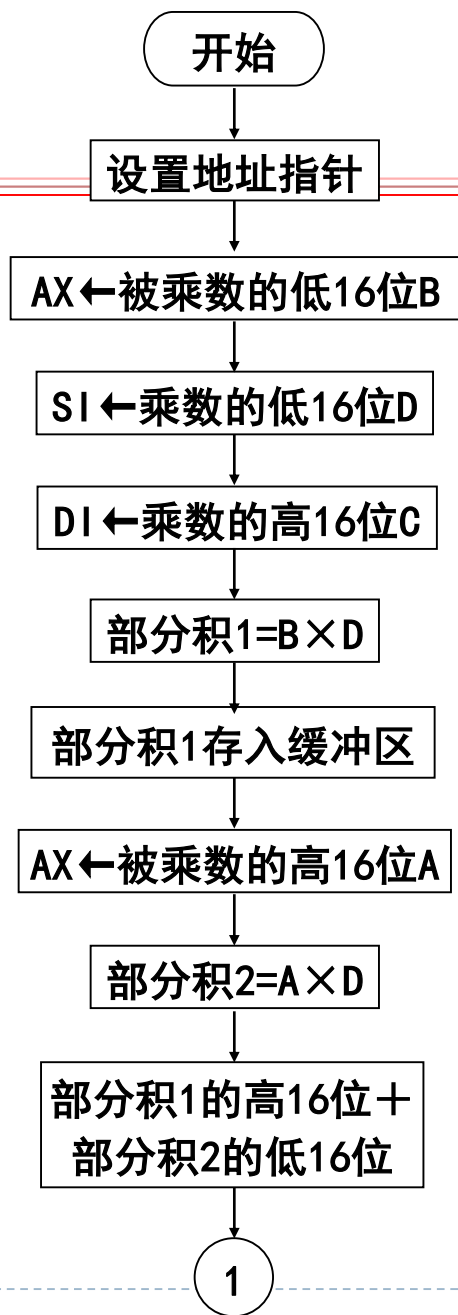 开始
设置地址指针
AX←被乘数的低16位B
SI←乘数的低16位D
DI←乘数的高16位C
部分积1=B×D
部分积1存入缓冲区
AX←被乘数的高16位A
部分积2=A×D
部分积1的高16位＋
部分积2的低16位
1